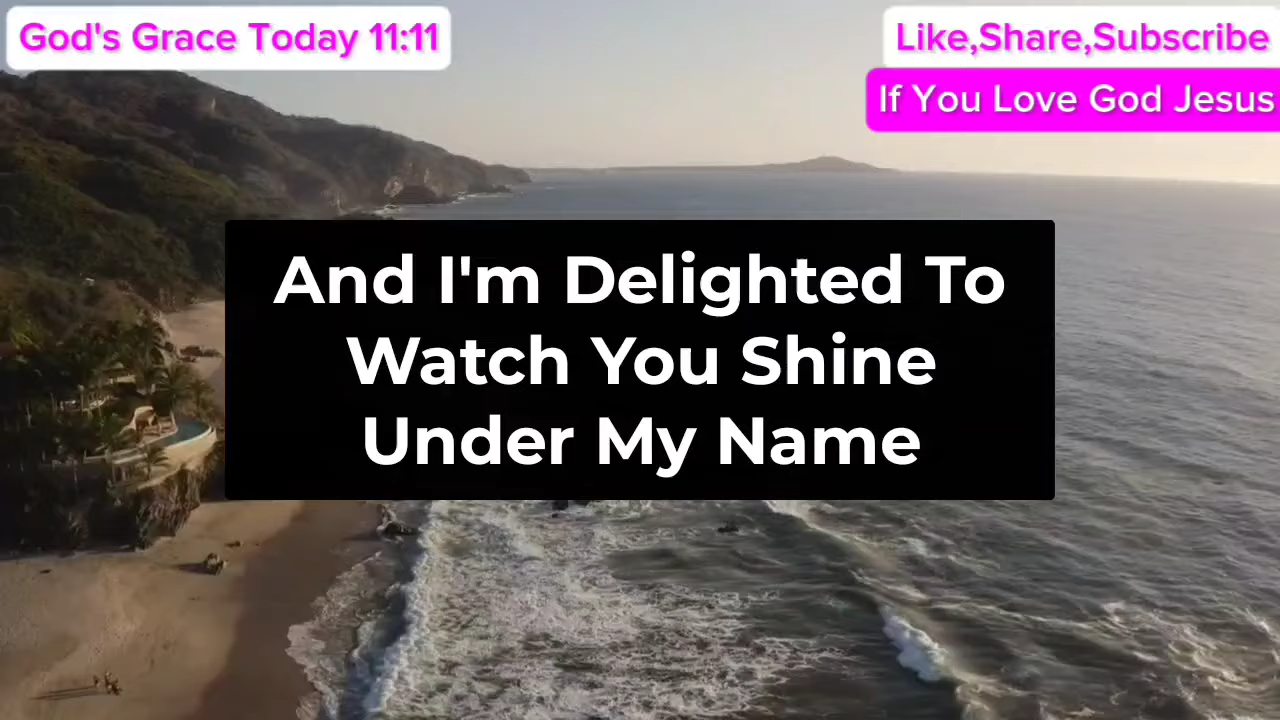 God's Grace Today 11:11
Like,Share,Subscribe
If You Love God Jesus
And I'm Delighted To
Watch You Shine
Under My Name